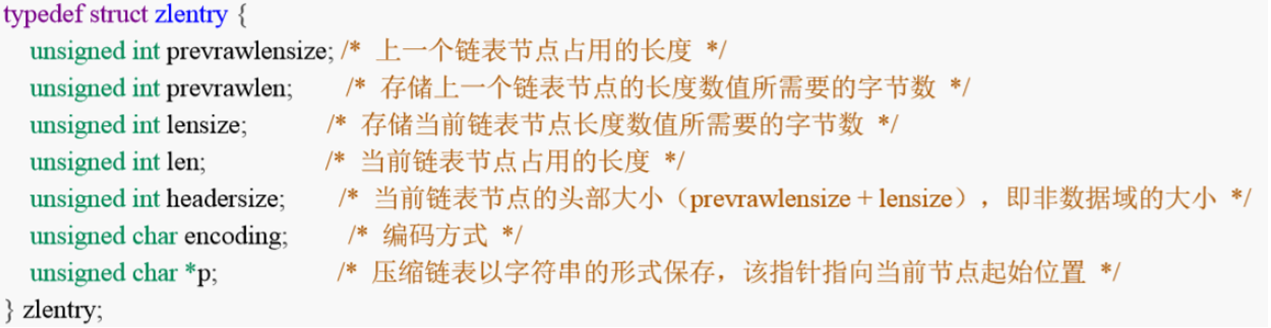 typedef struct zlentry {
unsigned int prevrawlensize; /* 上一个链表节点占用的长度 */
unsigned int prevrawlen; /* 存储上一个链表节点的长度数值所需要的字节数 */
unsigned int lensize; /* 存储当前链表节点长度数值所需要的字节数 */
unsigned int len; /* 当前链表节点占用的长度 */
unsigned int headersize; /* 当前链表节点的头部大小（prevrawlensize + lensize），即非数据域的大小 */
unsigned char encoding; /* 编码方式 */
unsigned char *p; /* 压缩链表以字符串的形式保存，该指针指向当前节点起始位置 */
} zlentry;